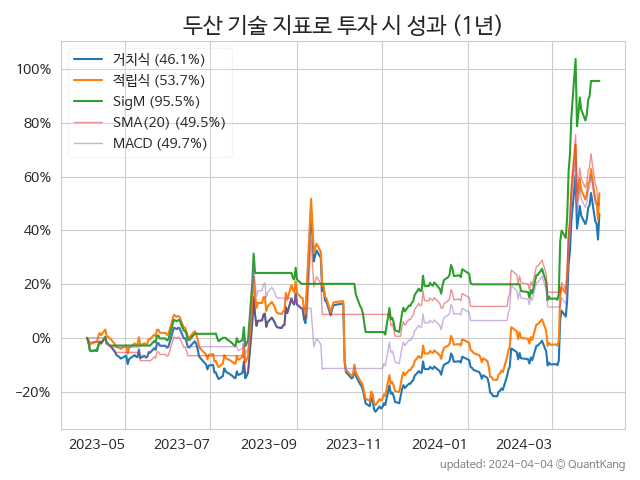 두산 기술 지표로 투자 시 성과 (1년)
거치식 (46.1%)
적립식 (53.7%)
SigM (95.5%)
SMA(20) (49.5%)
MACD (49.7%)
100%
80%
60%
40%
20%
0%
−20%
2023−05 2023−07 2023−09 2023−11 2024−01 2024−03
updated: 2024−04−04 © QuantKang